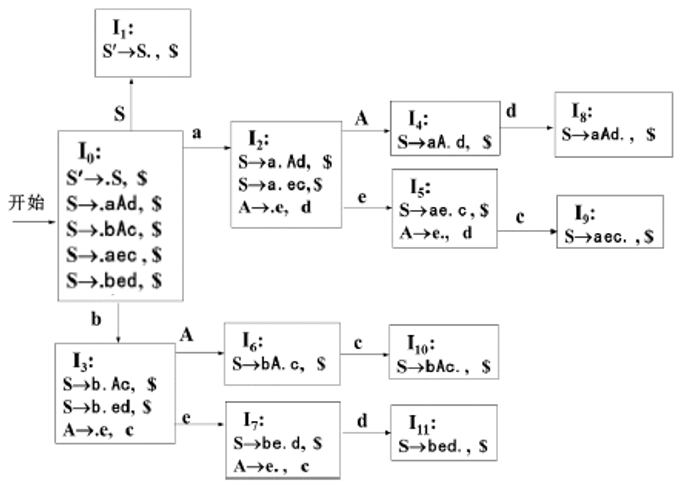 I₁:
S′→S., $
S
a
I₀:
S′→.S, $
S→.aAd, $
S→.bAc, $
S→.aec, $
S→.bed, $
开始
I₂:
S→a.Ad, $
S→a.ec,$
A→.e, d
A
I₄:
S→aA.d, $
d
I₈:
S→aAd., $
e
I₅:
S→ae.c,$
A→e., d
c
I₉:
S→aec.,$
b
I₃:
S→b.Ac, $
S→b.ed, $
A→.e, c
A
I₆:
S→bA.c, $
c
I₁₀:
S→bAc., $
e
I₇:
S→be.d, $
A→e., c
d
I₁₁:
S→bed., $